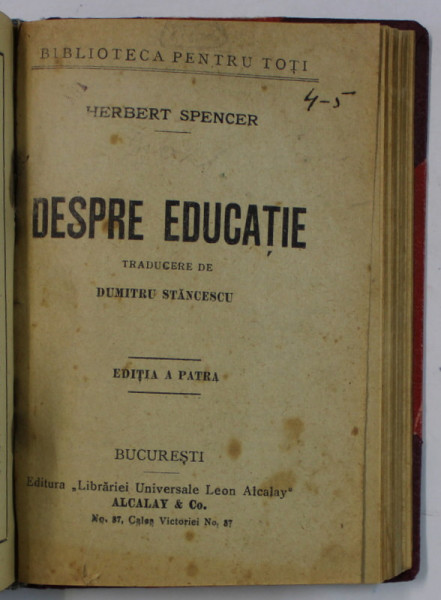 BIBLIOTECA PENTRU TOȚI
4-5
HERBERT SPENCER
DESPRE EDUCAȚIE
TRADUCERE DE
DUMITRU STĂNCESCU
EDIȚIA A PATRA
BUCUREȘTI
Editura „Librăriei Universale Leon Alcalay"
ALCALAY & Co.
No. 37, Calea Victoriei No. 37